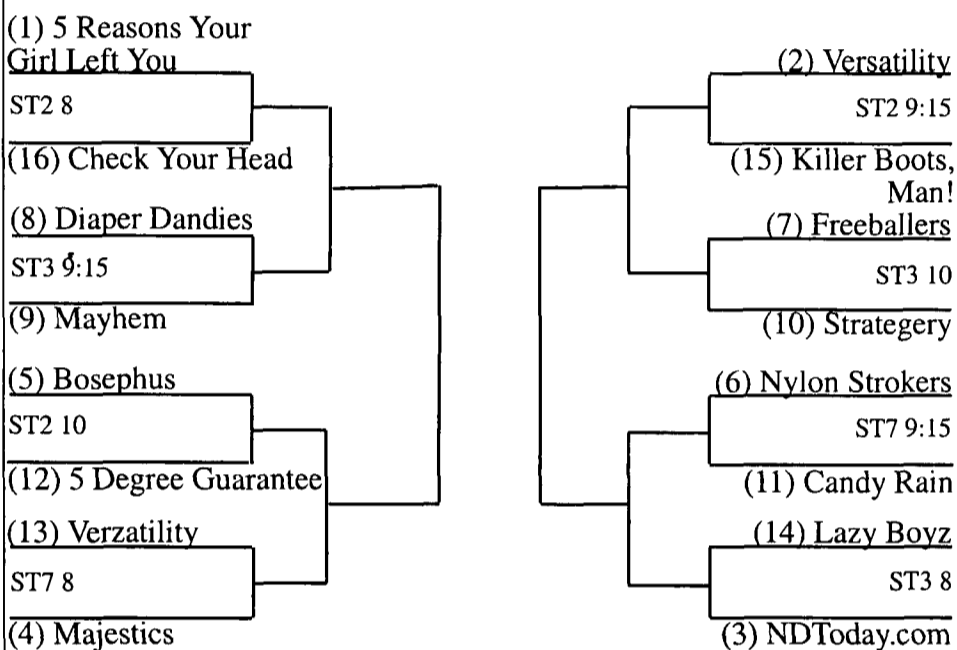 (1) 5 Reasons Your
Girl Left You
ST2 8
(16) Check Your Head
(8) Diaper Dandies
ST3 9:15
(9) Mayhem
(5) Bosephus
ST2 10
(12) 5 Degree Guarantee
(13) Verzatility
ST7 8
(4) Majestics
(2) Versatility
ST2 9:15
(15) Killer Boots,
Man!
(7) Freeballers
ST3 10
(10) Strategery
(6) Nylon Strokers
ST7 9:15
(11) Candy Rain
(14) Lazy Boyz
ST3 8
(3) NDToday.com